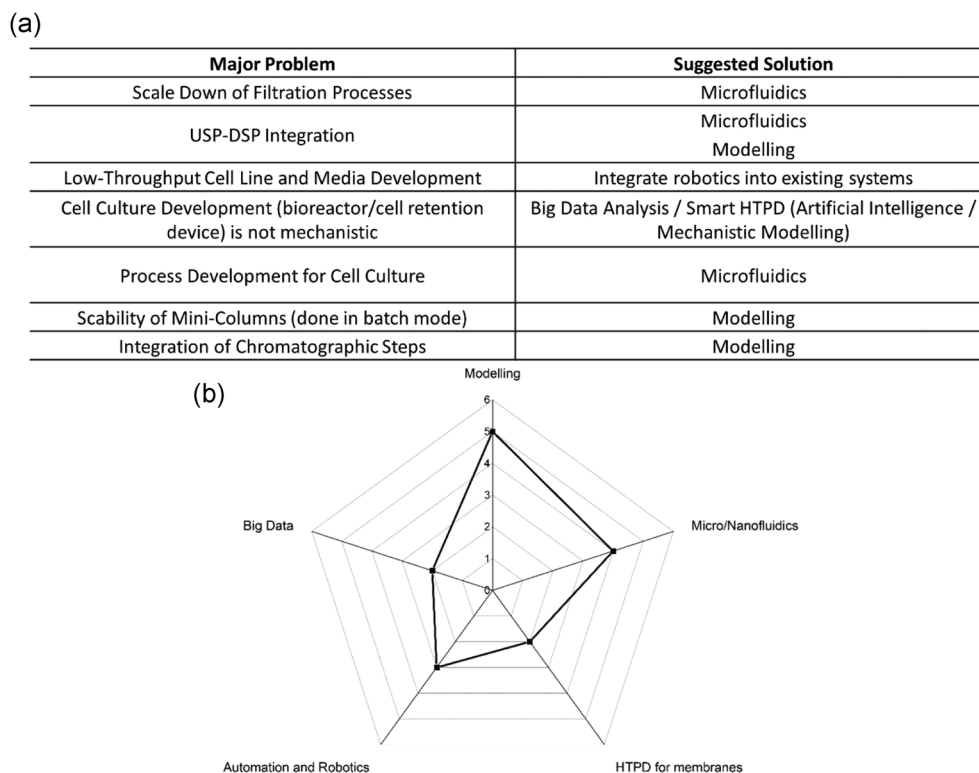 (a)
Major Problem Suggested Solution
Scale Down of Filtration Processes Microfluidics
USP-DSP Integration Microfluidics
Modelling
Low-Throughput Cell Line and Media Development Integrate robotics into existing systems
Cell Culture Development (bioreactor/cell retention device) is not mechanistic Big Data Analysis / Smart HTPD (Artificial Intelligence / Mechanistic Modelling)
Process Development for Cell Culture Microfluidics
Scability of Mini-Columns (done in batch mode) Modelling
Integration of Chromatographic Steps Modelling
(b)
Modelling
6
5
4
3
2
1
0
Big Data
Micro/Nanofluidics
Automation and Robotics
HTPD for membranes